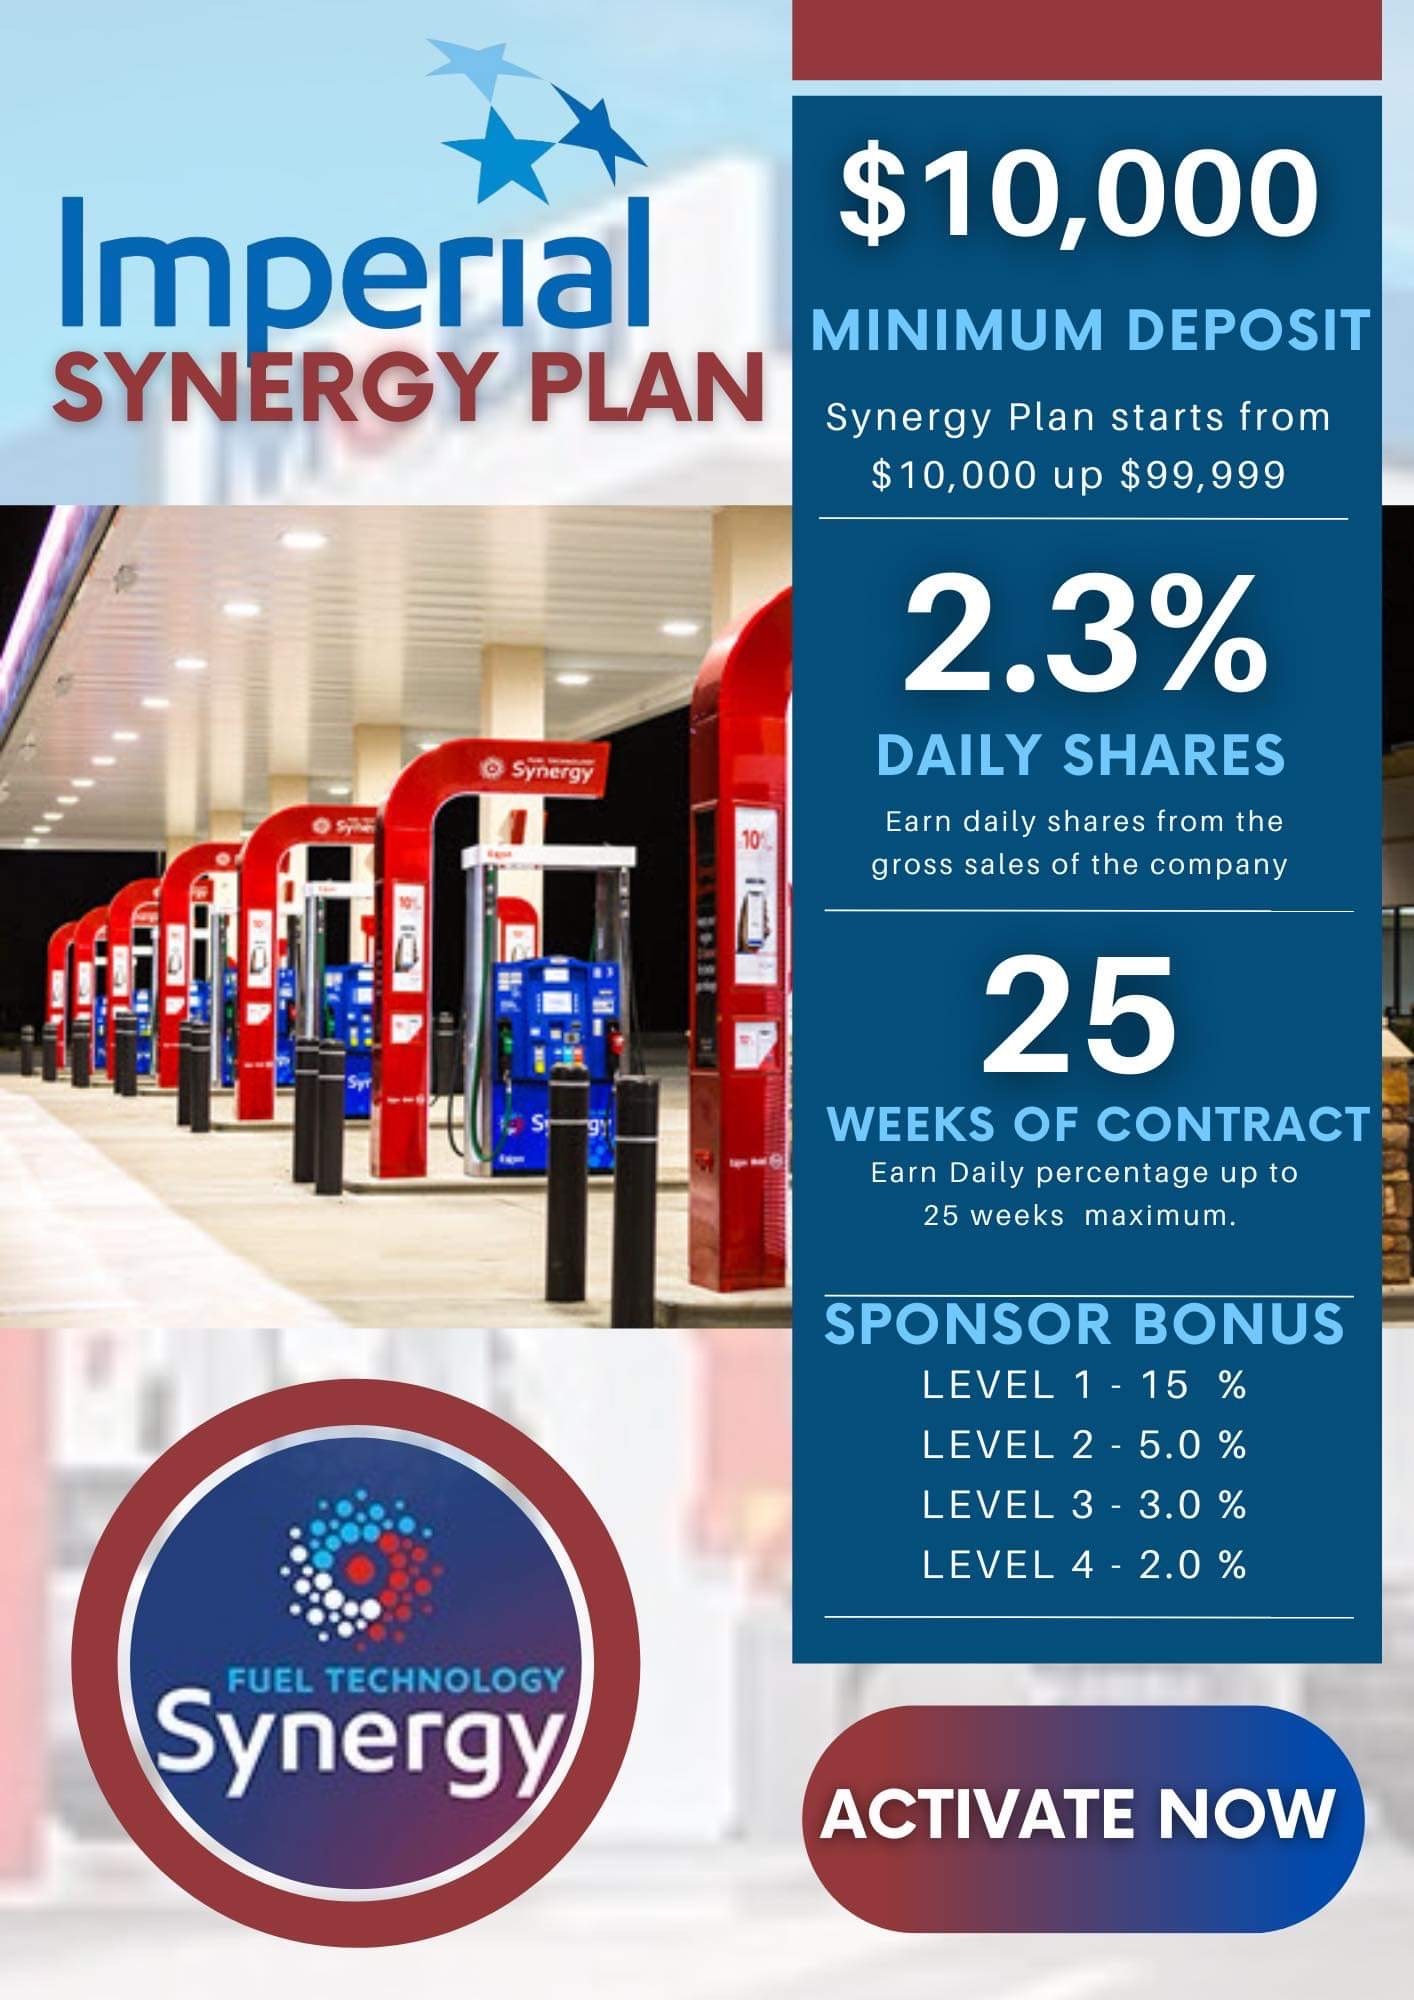 Imperial
SYNERGY PLAN
$10,000
MINIMUM DEPOSIT
Synergy Plan starts from
$10,000 up $99,999
2.3%
DAILY SHARES
Earn daily shares from the
gross sales of the company
25
WEEKS OF CONTRACT
Earn Daily percentage up to
25 weeks maximum.
SPONSOR BONUS
LEVEL 1 - 15 %
LEVEL 2 - 5.0 %
LEVEL 3 - 3.0 %
LEVEL 4 - 2.0 %
ACTIVATE NOW
Synergy
FUEL TECHNOLOGY
Synergy